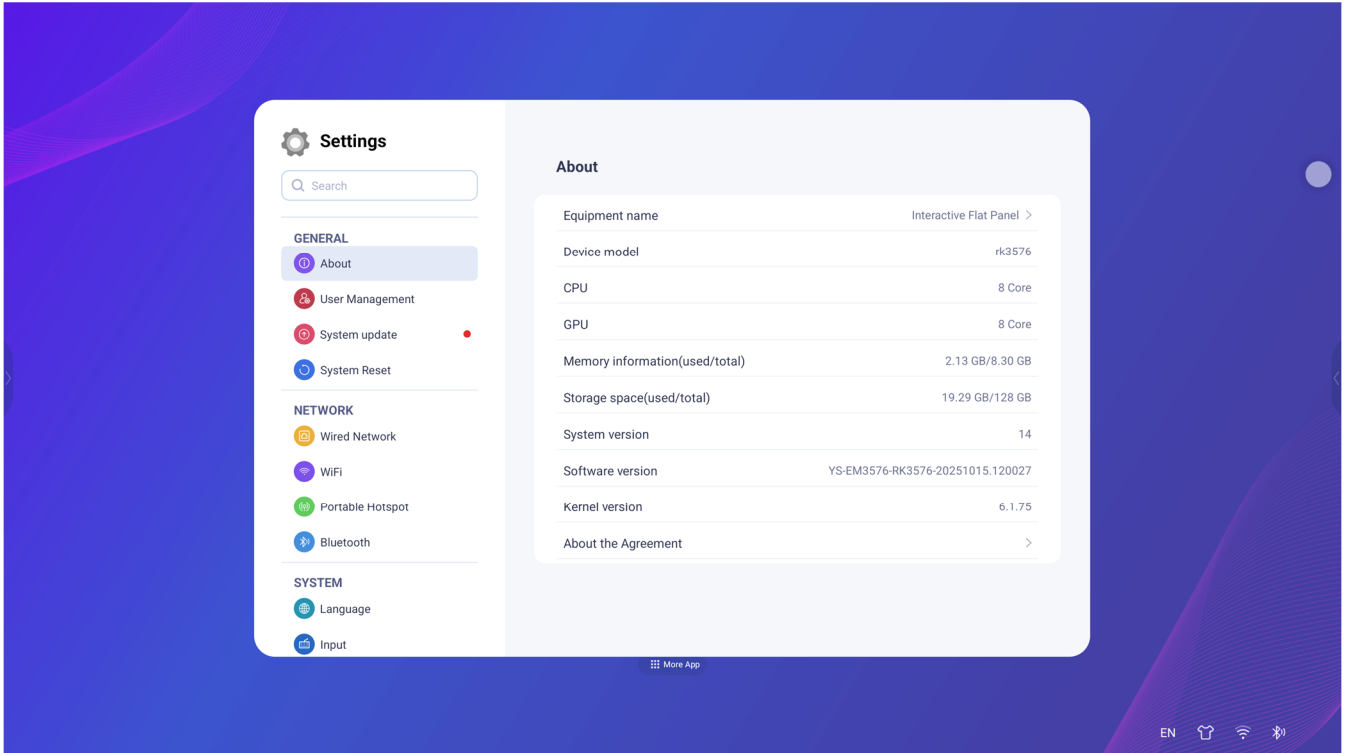 Settings
Search
GENERAL
About
User Management
System update
System Reset
NETWORK
Wired Network
WiFi
Portable Hotspot
Bluetooth
SYSTEM
Language
Input
About
Equipment name Interactive Flat Panel
Device model rk3576
CPU 8 Core
GPU 8 Core
Memory information(used/total) 2.13 GB/8.30 GB
Storage space(used/total) 19.29 GB/128 GB
System version 14
Software version YS-EM3576-RK3576-20251015.120027
Kernel version 6.1.75
About the Agreement
More App
EN